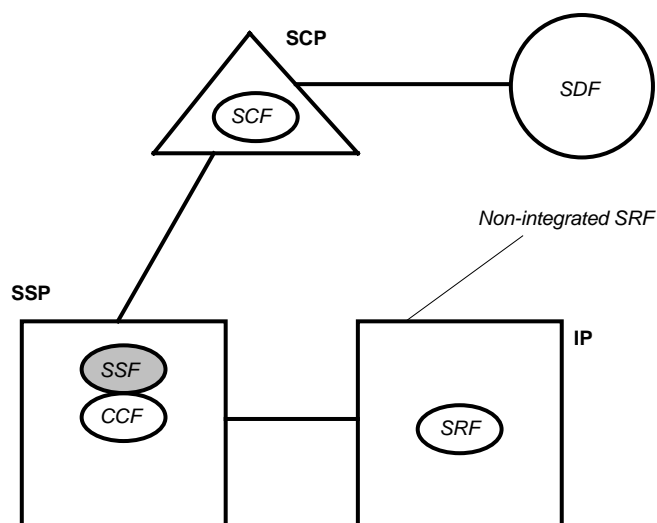 SCP
SCF
SDF
Non-integrated SRF
SSP
IP
SSF
CCF
SRF